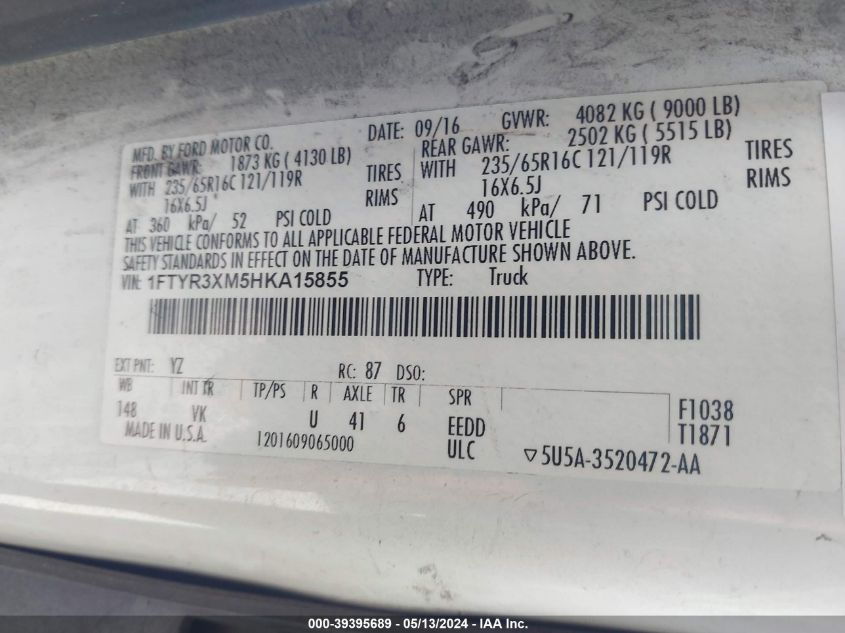 MFD. BY FORD MOTOR CO. DATE: 09/16 GVWR: 4082 KG ( 9000 LB)
FRONT GAWR: 1873 KG ( 4130 LB) REAR GAWR: 2502 KG ( 5515 LB)
WITH 235/65R16C 121/119R TIRES WITH 235/65R16C 121/119R TIRES
16X6.5J RIMS 16X6.5J RIMS
AT 360 kPa/ 52 PSI COLD AT 490 kPa/ 71 PSI COLD
THIS VEHICLE CONFORMS TO ALL APPLICABLE FEDERAL MOTOR VEHICLE
SAFETY STANDARDS IN EFFECT ON THE DATE OF MANUFACTURE SHOWN ABOVE.
VIN: 1FTYR3XM5HKA15855 TYPE: Truck
EXT PNT: YZ RC: 87 DSO:
WB INT TR TP/PS R AXLE TR SPR
148 VK U 41 6 EEDD F1038
MADE IN U.S.A. 1201609065000 ULC T1871
▽5U5A-3520472-AA
000-39395689 - 05/13/2024 - IAA Inc.